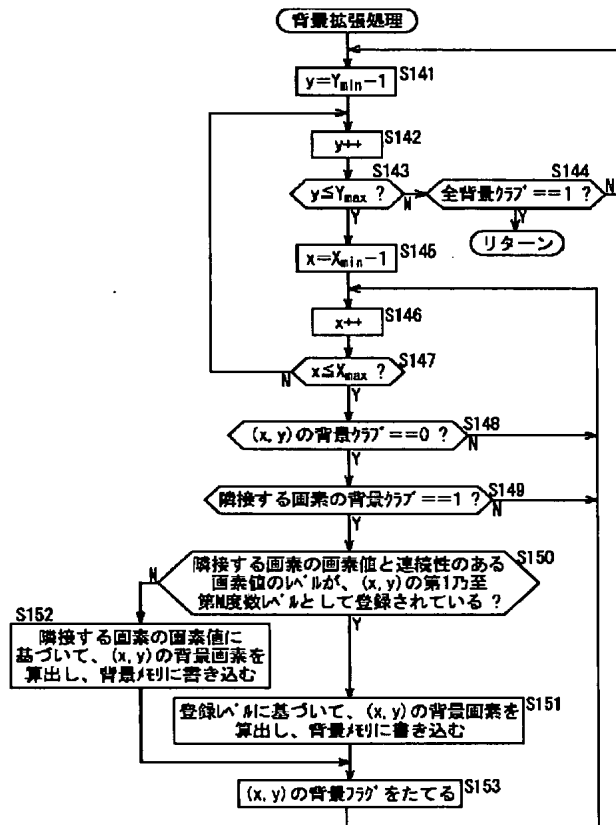 背景拡張処理
y=Ymin−1 S141
S142
y++
S143
y≦Ymax ? N
S144
全背景ｸﾗﾌﾞ==1 ? N
Y
Y
リターン
x=Xmin−1 S145
x++ S146
S147
N x≦Xmax ?
Y
(x,y)の背景ｸﾗﾌﾞ==0 ? S148
N
Y
隣接する画素の背景ｸﾗﾌﾞ==1 ? S149
N
Y
隣接する画素の画素値と連続性のある S150
画素値のﾚﾍﾞﾙが、(x,y)の第1乃至
第N度数ﾚﾍﾞﾙとして登録されている ?
N
Y
S152
隣接する画素の画素値に
基づいて、(x,y)の背景画素を
算出し、背景ﾒﾓﾘに書き込む
登録ﾚﾍﾞﾙに基づいて、(x,y)の背景画素を S151
算出し、背景ﾒﾓﾘに書き込む
(x,y)の背景ﾌﾗｸﾞをたてる S153